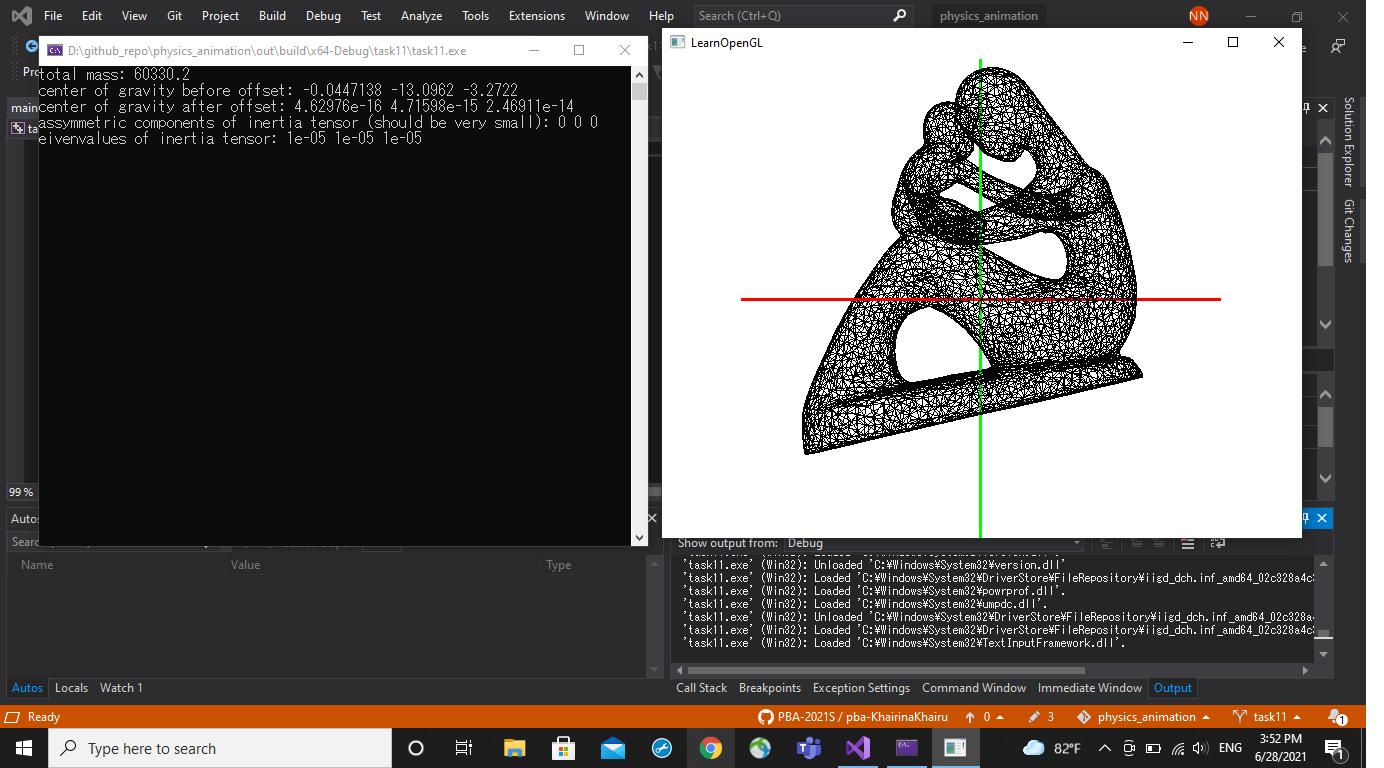 File Edit View Git Project Build Debug Test Analyze Tools Extensions Window Help Search (Ctrl+Q) physics_animation NN
D:\github_repo\physics_animation\out\build\x64-Debug\task11\task11.exe
LearnOpenGL
total mass: 60330.2
center of gravity before offset: -0.0447138 -13.0962 -3.2722
center of gravity after offset: 4.62976e-16 4.71598e-15 2.46911e-14
assymmetric components of inertia tensor (should be very small): 0 0 0
eivenvalues of inertia tensor: 1e-05 1e-05 1e-05
main
Solution Explorer
Git Changes
99 %
Autos
Show output from: Debug
Name Value Type
'task11.exe' (Win32): Unloaded 'C:¥Windows¥System32¥version.dll'
'task11.exe' (Win32): Loaded 'C:¥Windows¥System32¥DriverStore¥FileRepository¥iigd_dch.inf_amd64_02c328a4c3
'task11.exe' (Win32): Loaded 'C:¥Windows¥System32¥powrprof.dll'.
'task11.exe' (Win32): Loaded 'C:¥Windows¥System32¥umpdc.dll'.
'task11.exe' (Win32): Unloaded 'C:¥Windows¥System32¥DriverStore¥FileRepository¥iigd_dch.inf_amd64_02c328a
'task11.exe' (Win32): Loaded 'C:¥Windows¥System32¥DriverStore¥FileRepository¥iigd_dch.inf_amd64_02c328a4c3
'task11.exe' (Win32): Loaded 'C:¥Windows¥System32¥TextInputFramework.dll'.
Autos Locals Watch 1
Call Stack Breakpoints Exception Settings Command Window Immediate Window Output
Ready PBA-2021S / pba-KhairinaKhairu 0 3 physics_animation task11 1
Type here to search 82°F ENG 3:52 PM 1
6/28/2021